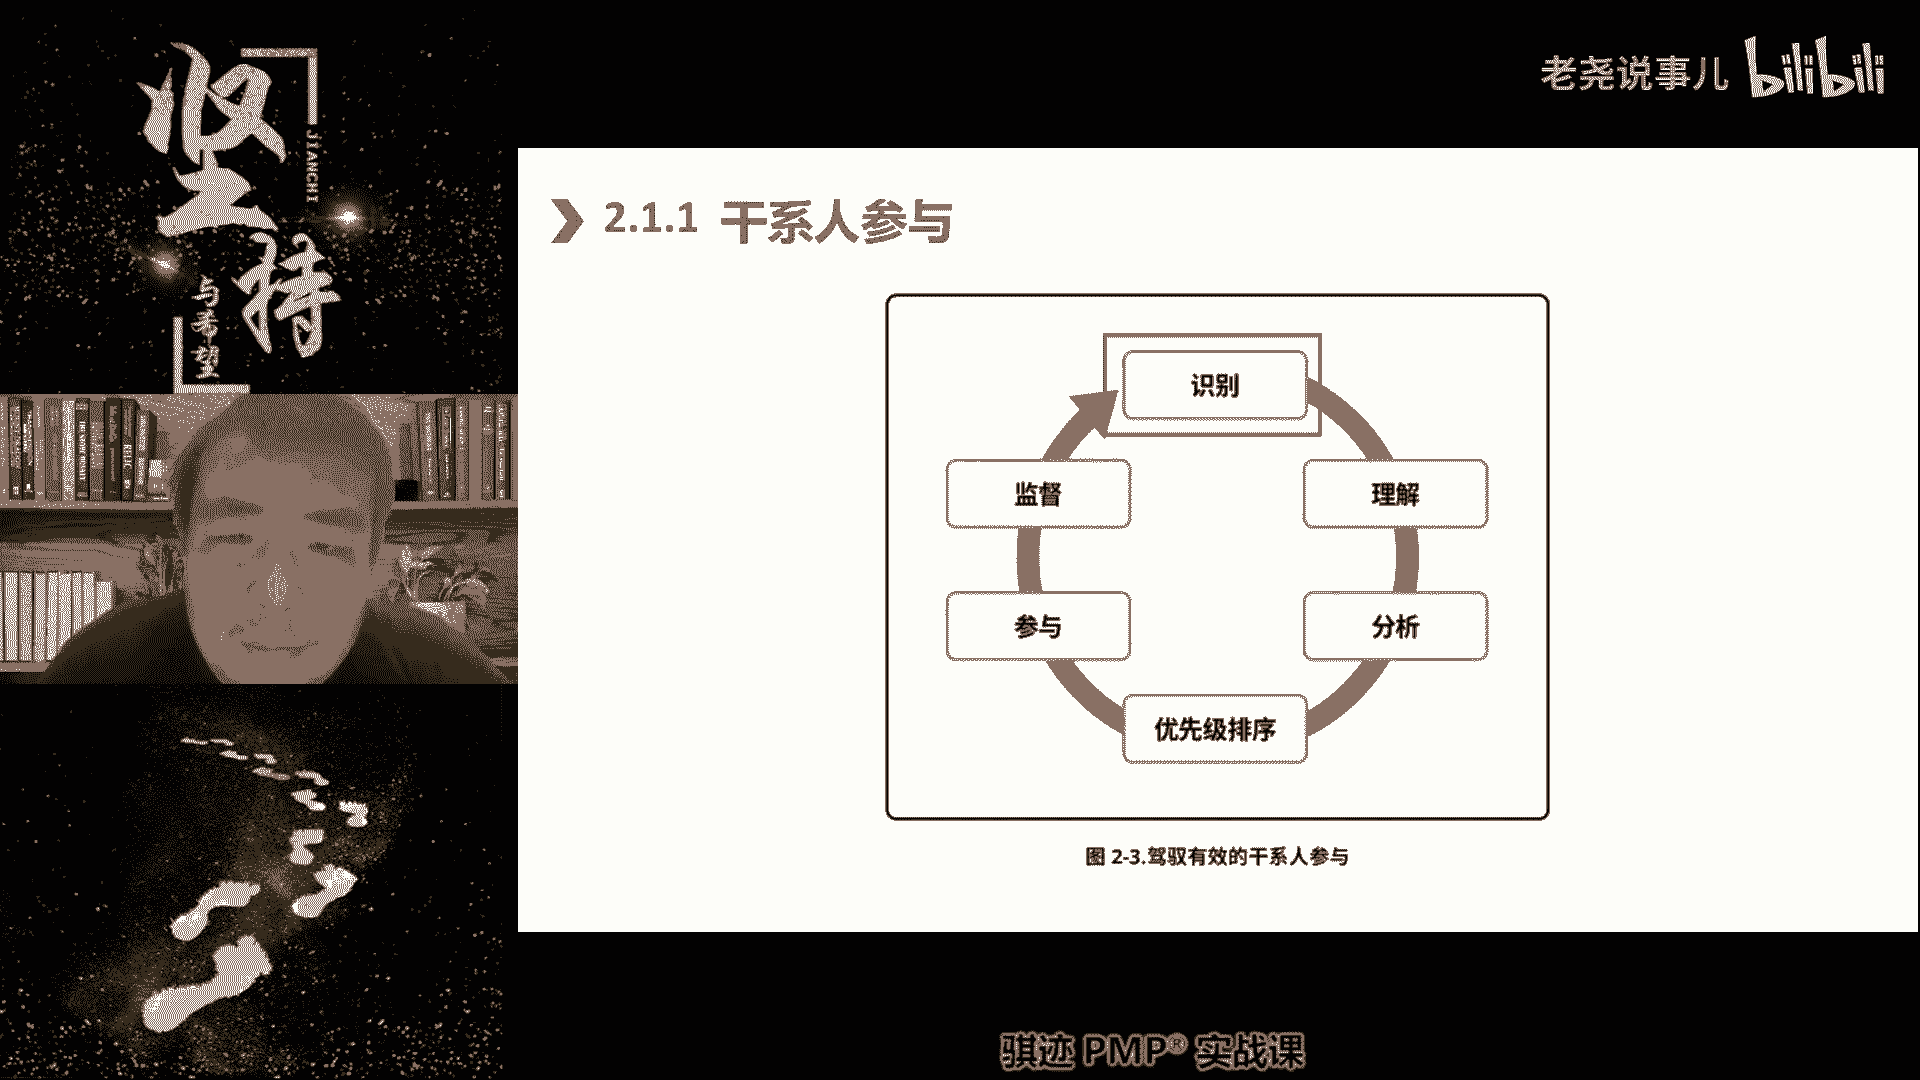 坚持
JIANCHI
与希望
老尧说事儿 bilibili
2.1.1 干系人参与
识别
监督
理解
参与
分析
优先级排序
图 2-3.驾驭有效的干系人参与
骐迹 PMP® 实战课